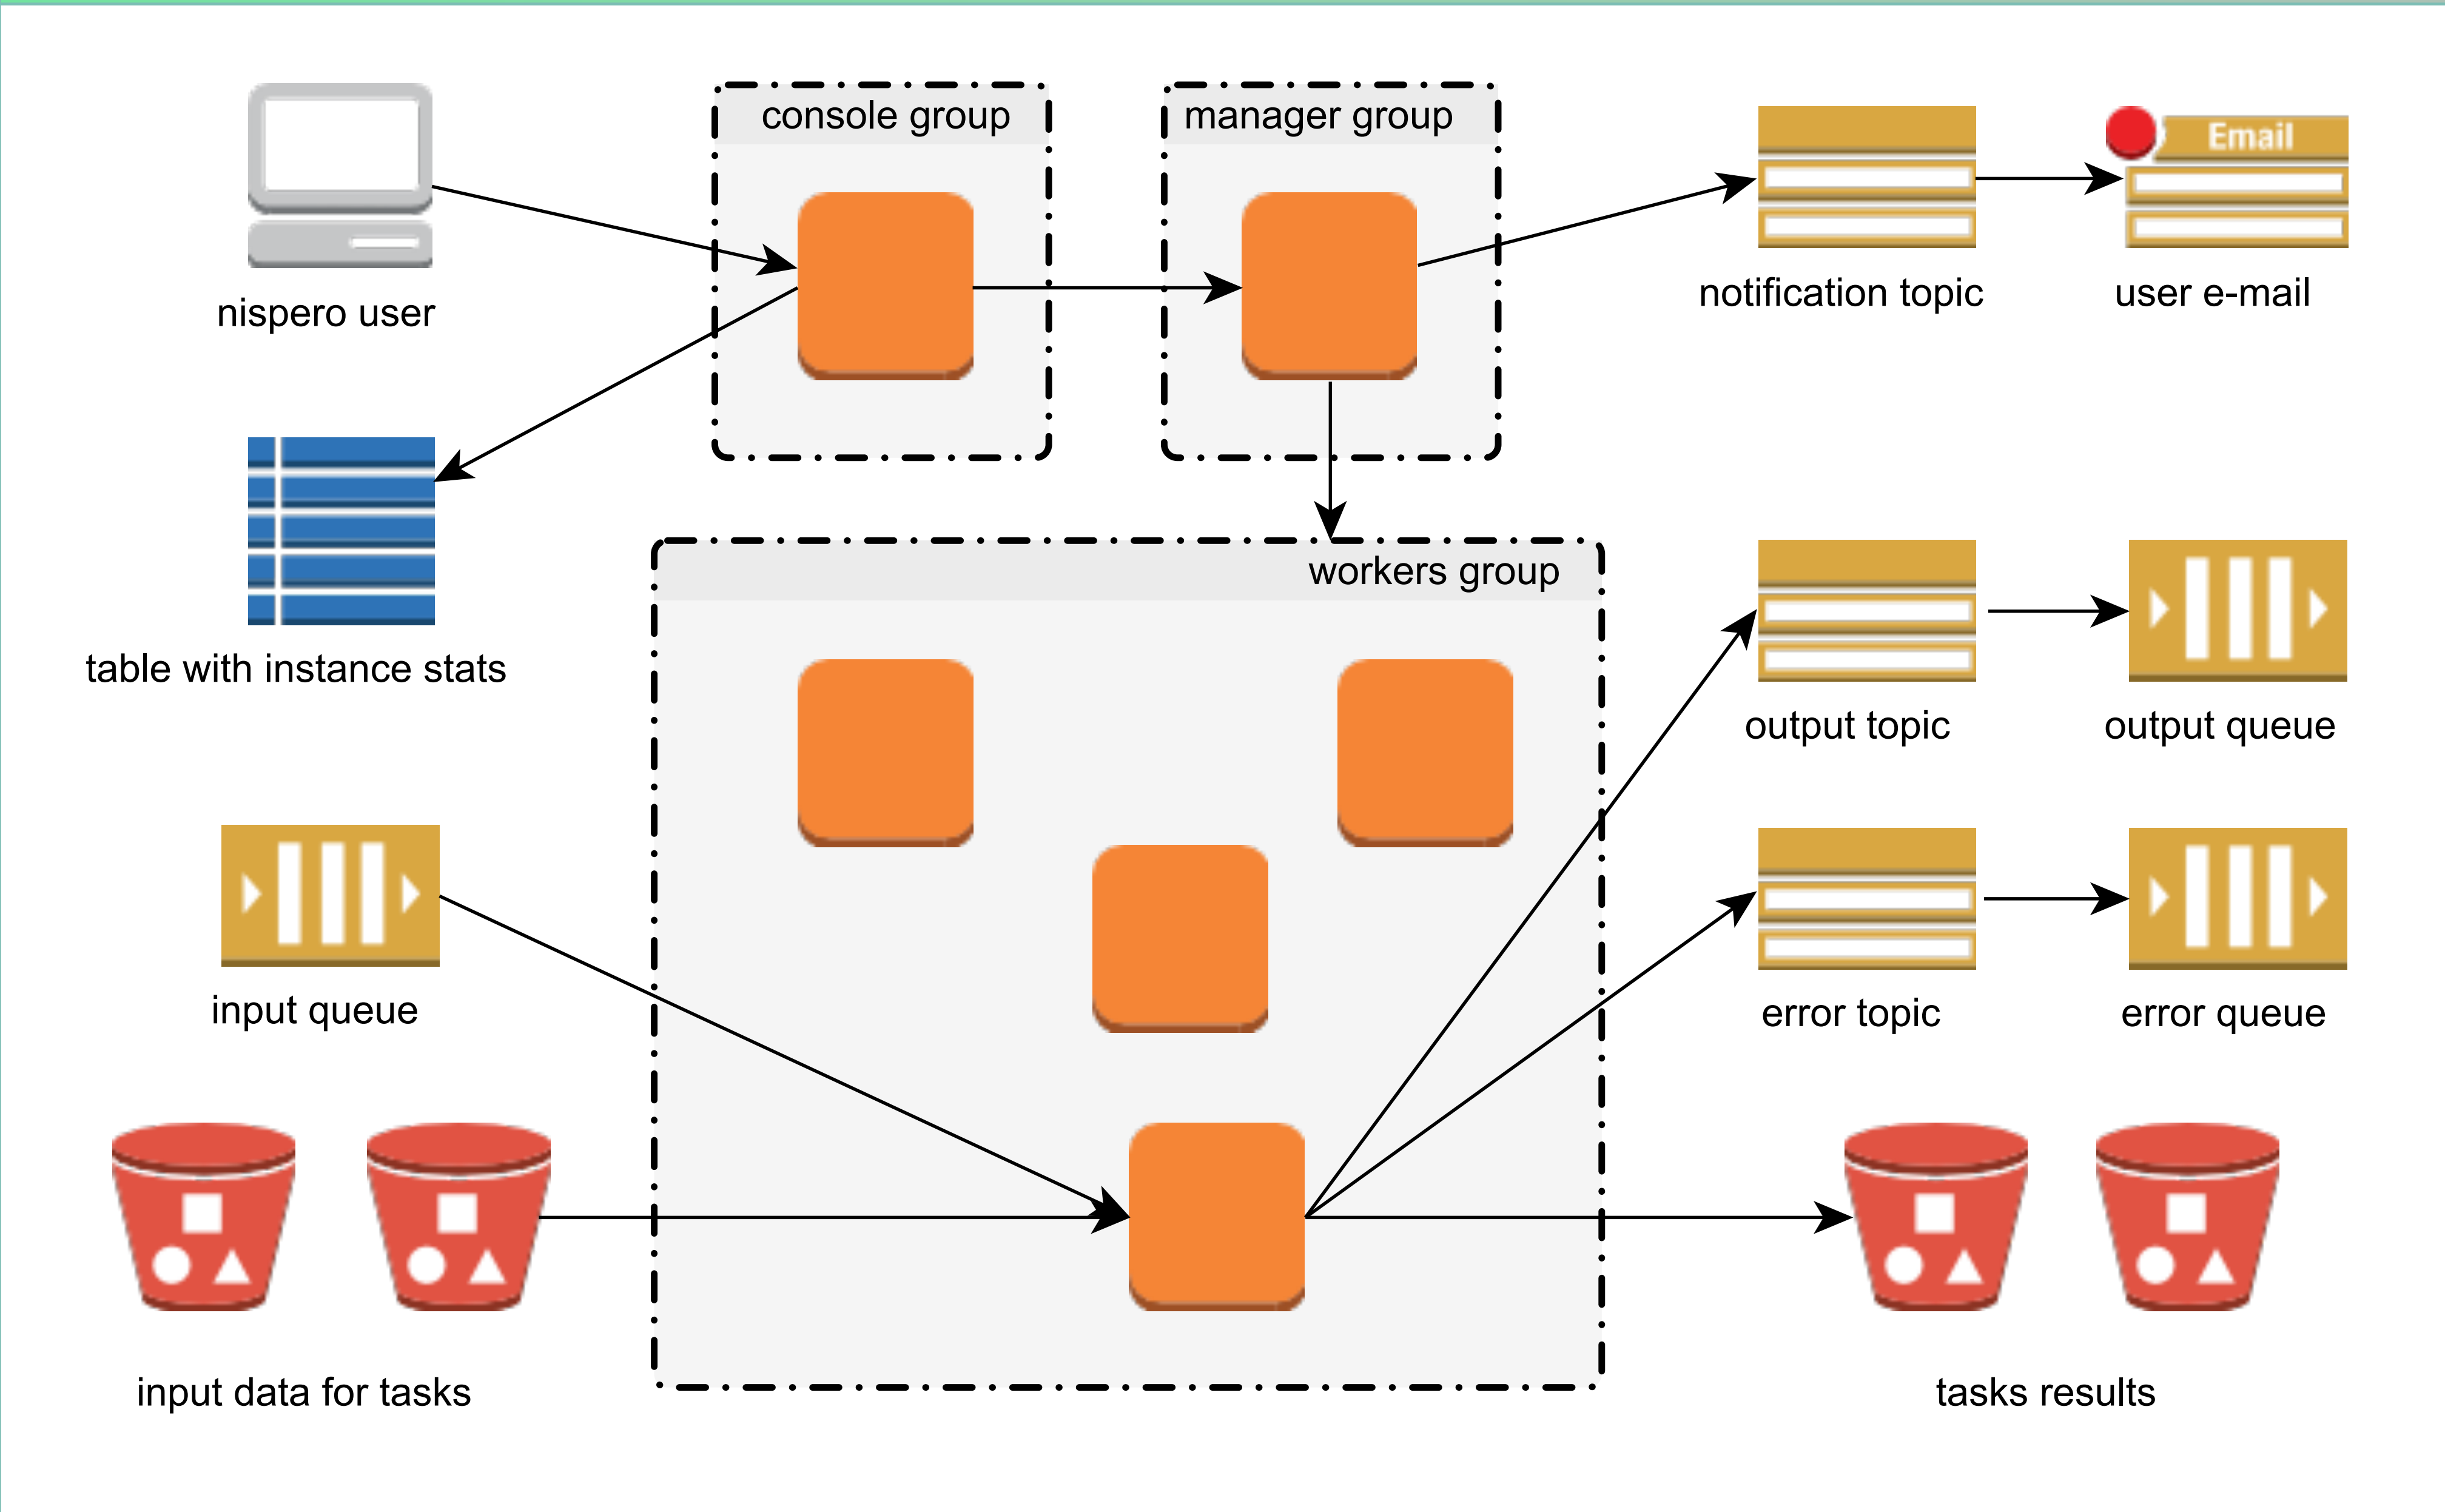 console group
manager group
Email
nispero user
notification topic
user e-mail
workers group
table with instance stats
output topic
output queue
input queue
error topic
error queue
input data for tasks
tasks results